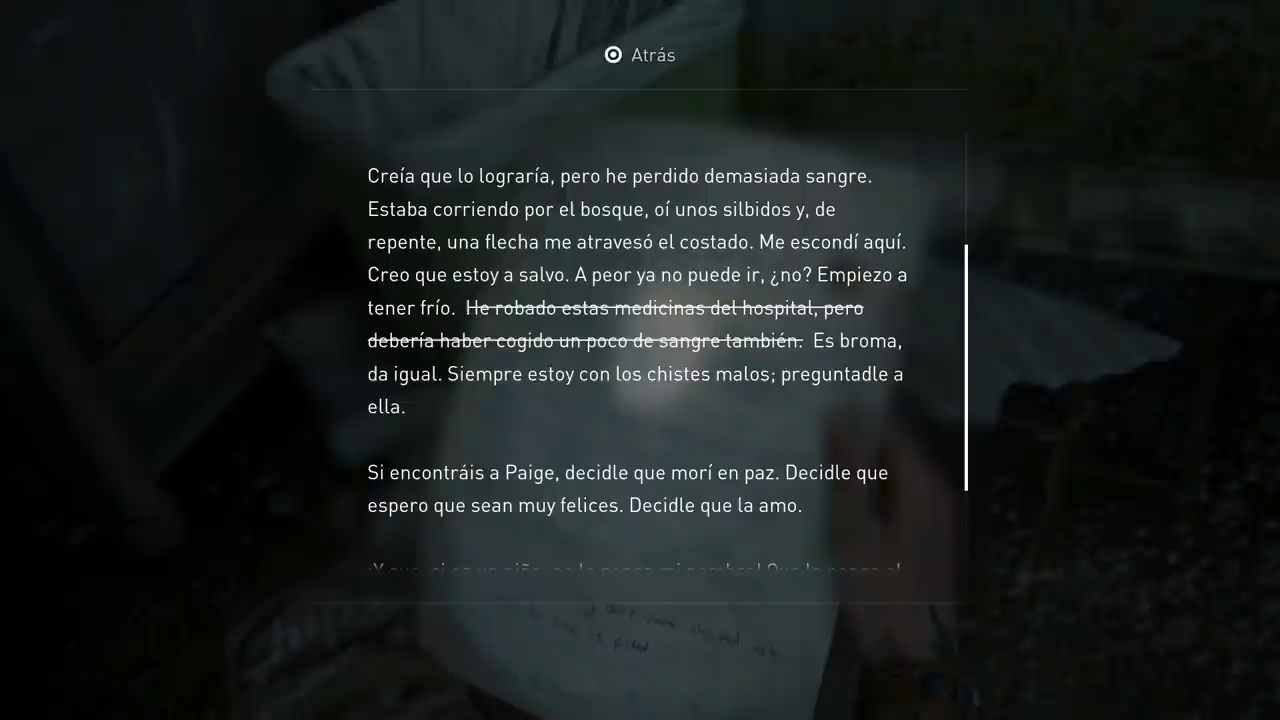 Atrás
Creía que lo lograría, pero he perdido demasiada sangre.
Estaba corriendo por el bosque, oí unos silbidos y, de
repente, una flecha me atravesó el costado. Me escondí aquí.
Creo que estoy a salvo. A peor ya no puede ir, ¿no? Empiezo a
tener frío. He robado estas medicinas del hospital, pero
debería haber cogido un poco de sangre también. Es broma,
da igual. Siempre estoy con los chistes malos; preguntadle a
ella.
Si encontráis a Paige, decidle que morí en paz. Decidle que
espero que sean muy felices. Decidle que la amo.